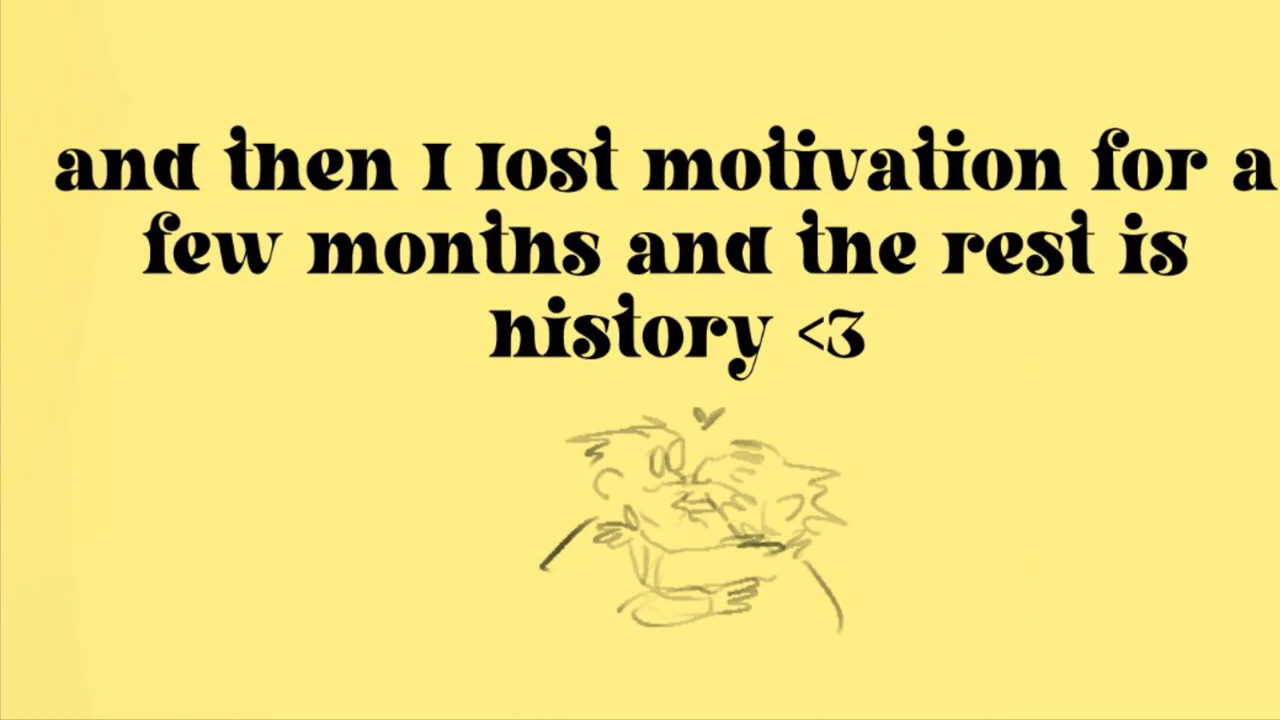 and then I lost motivation for a
few months and the rest is
history <3